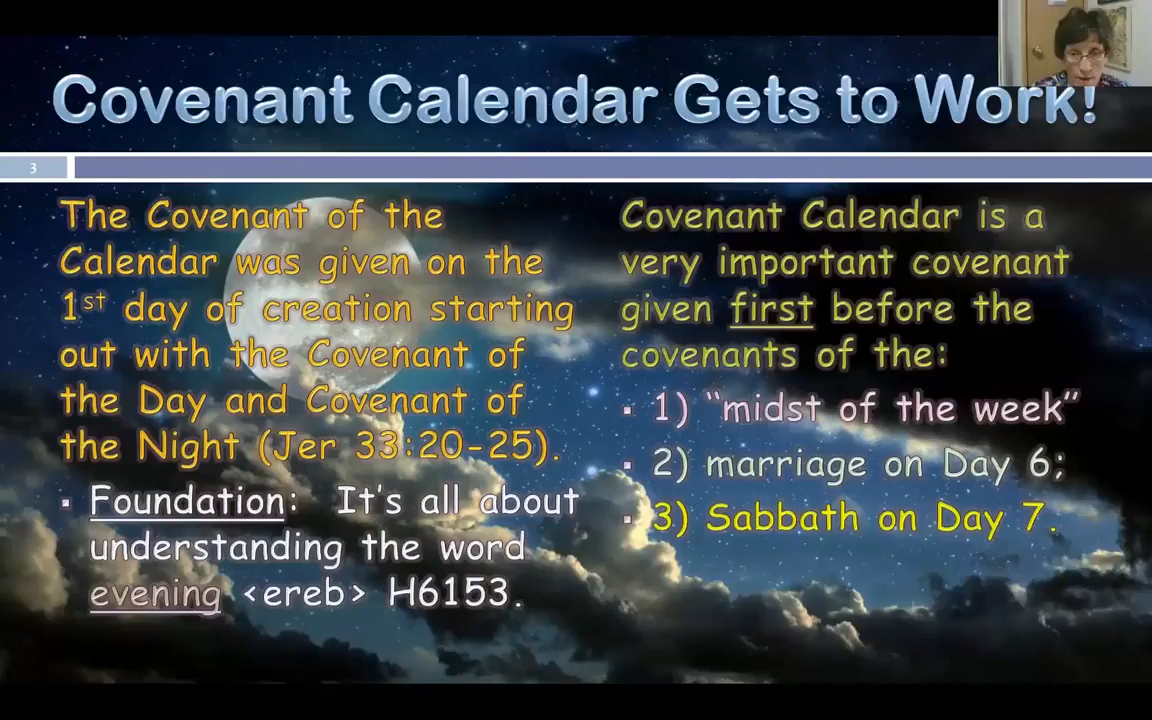 Covenant Calendar Gets to Work!
3
The Covenant of the
Calendar was given on the
1st day of creation starting
out with the Covenant of
the Day and Covenant of
the Night (Jer 33:20-25).
▪ Foundation: It's all about
understanding the word
evening <ereb> H6153.
Covenant Calendar is a
very important covenant
given first before the
covenants of the:
▪ 1) “midst of the week”
▪ 2) marriage on Day 6;
▪ 3) Sabbath on Day 7.